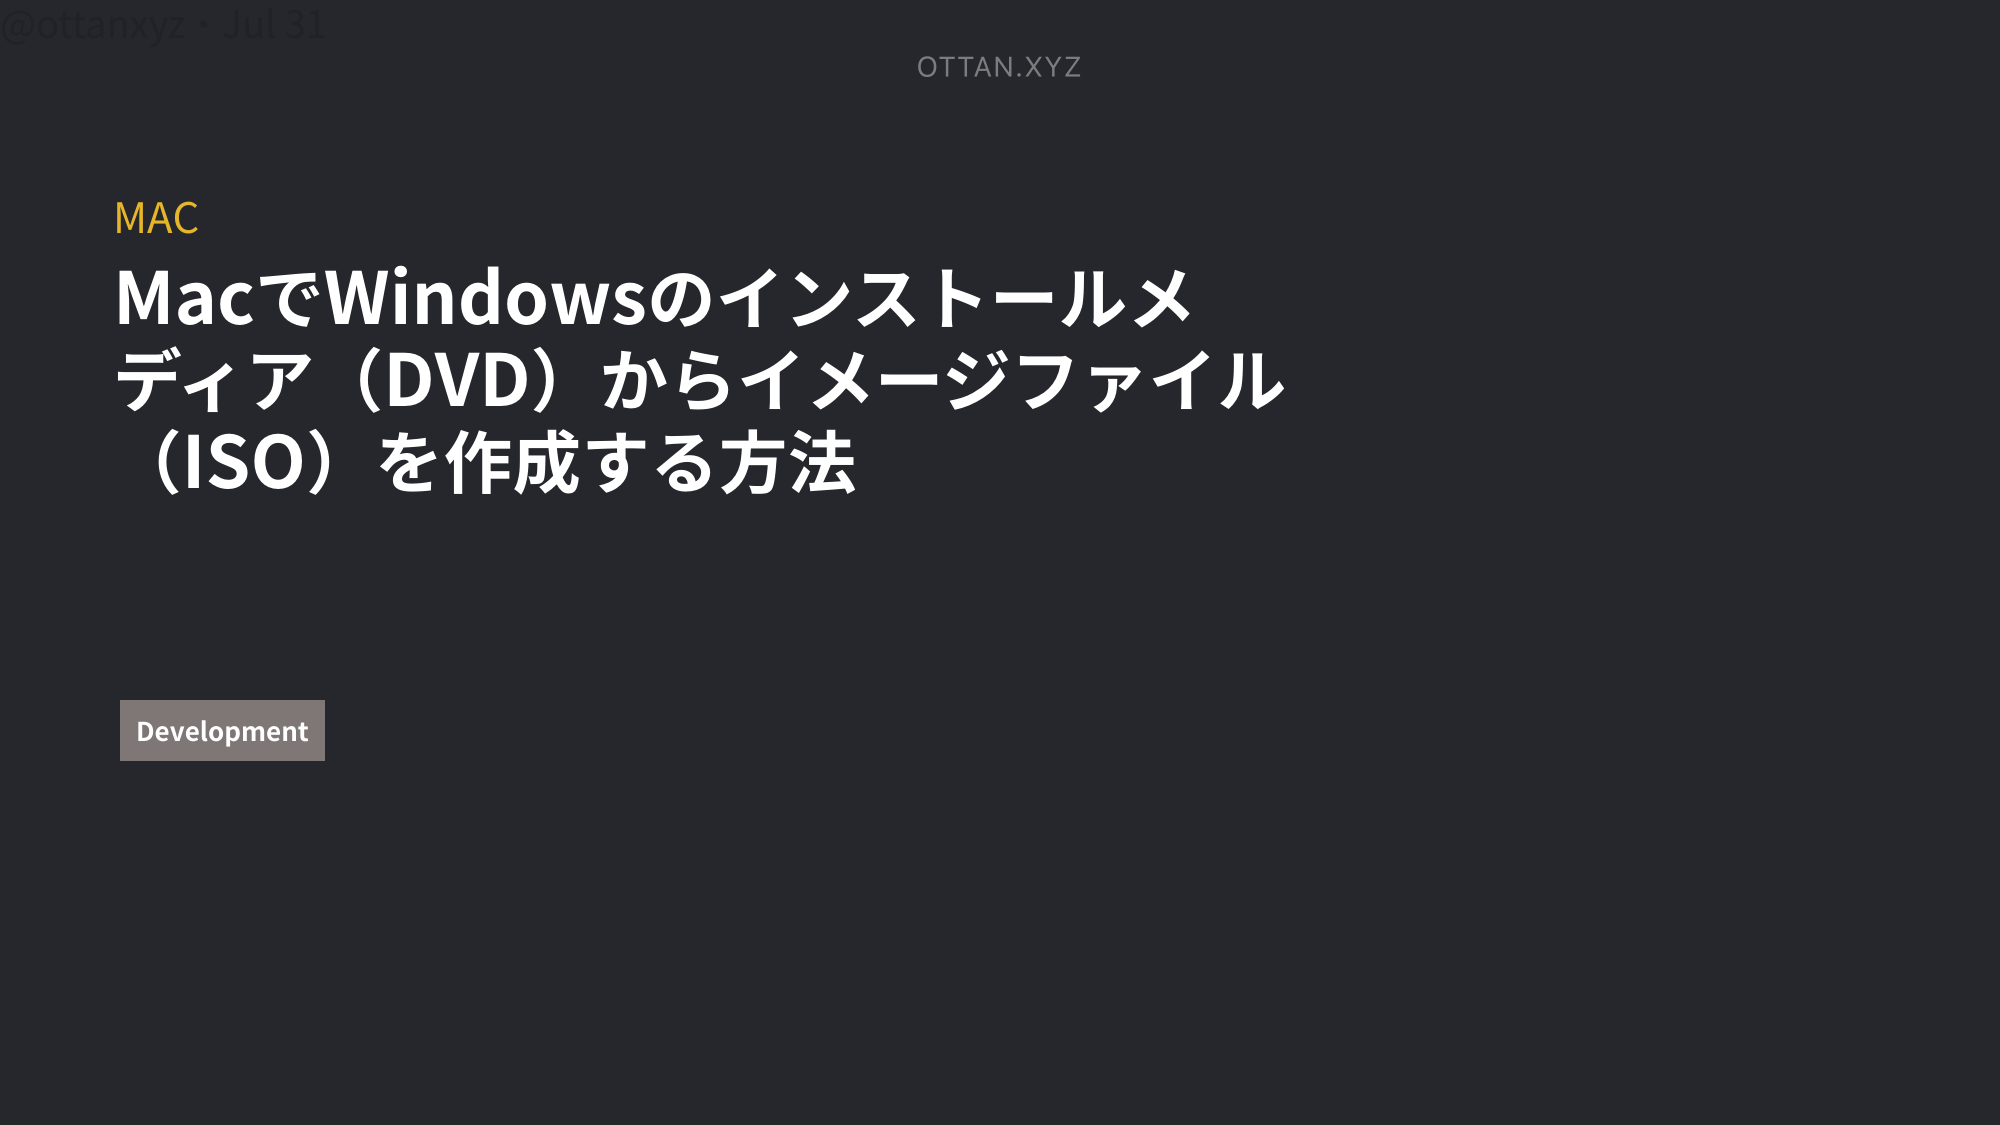 @ottanxyz・Jul 31
OTTAN.XYZ
MAC
MacでWindowsのインストールメ
ディア（DVD）からイメージファイル
（ISO）を作成する方法
Development